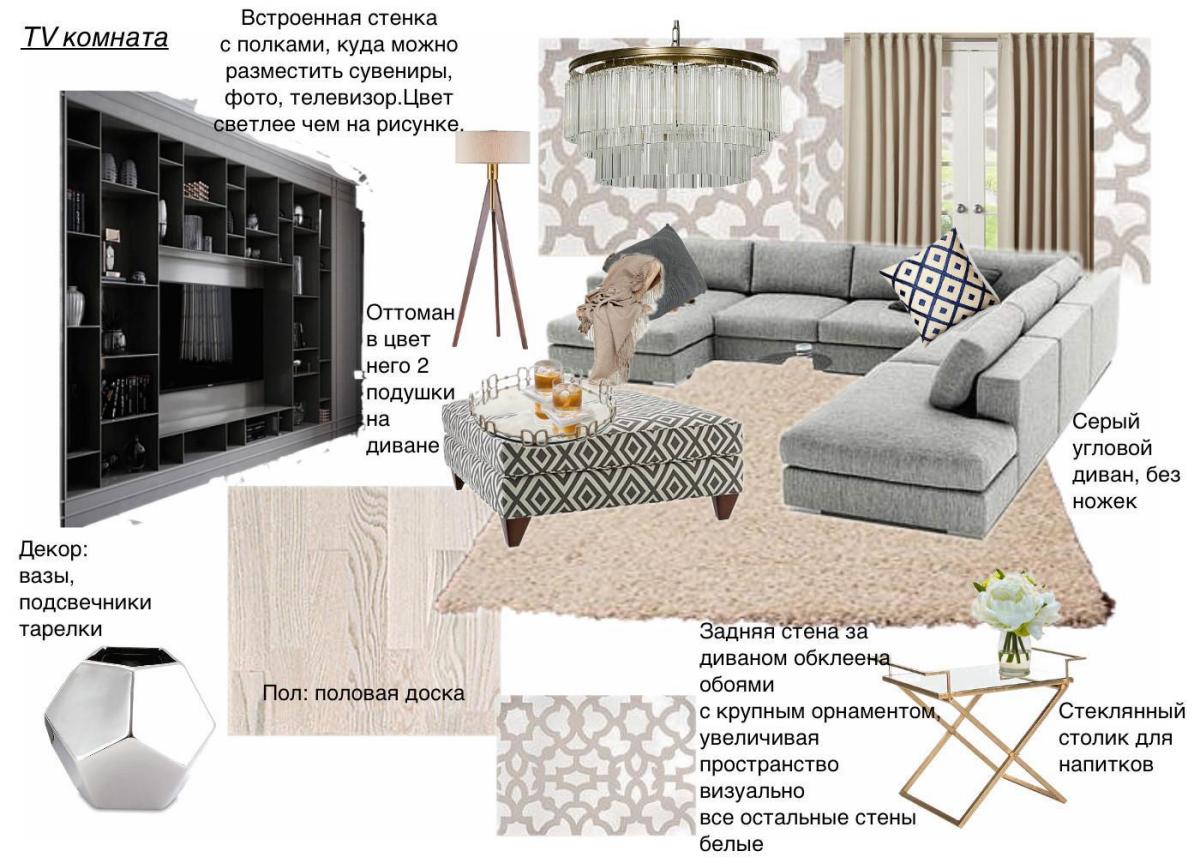 TV комната
Встроенная стенка
с полками, куда можно
разместить сувениры,
фото, телевизор.Цвет
светлее чем на рисунке.
Оттоман
в цвет
него 2
подушки
на
диване
Серый
угловой
диван, без
ножек
Декор:
вазы,
подсвечники
тарелки
Пол: половая доска
Задняя стена за
диваном обклеена
обоями
с крупным орнаментом,
увеличивая
пространство
визуально
все остальные стены
белые
Стеклянный
столик для
напитков